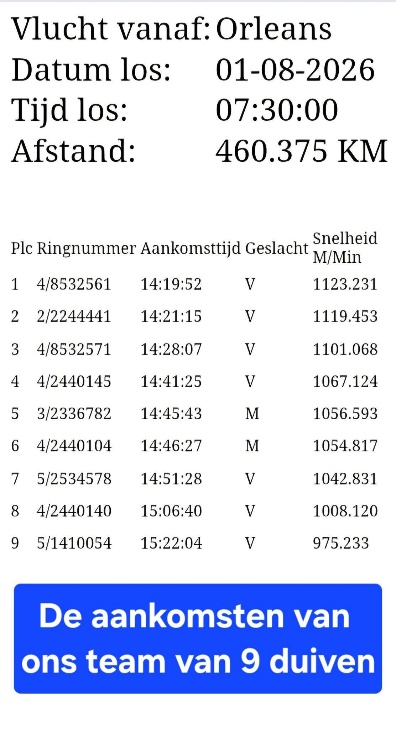 Vlucht vanaf: Orleans
Datum los: 01-08-2026
Tijd los: 07:30:00
Afstand: 460.375 KM
Plc Ringnummer Aankomsttijd Geslacht Snelheid M/Min
1 4/8532561 14:19:52 V 1123.231
2 2/2244441 14:21:15 V 1119.453
3 4/8532571 14:28:07 V 1101.068
4 4/2440145 14:41:25 V 1067.124
5 3/2336782 14:45:43 M 1056.593
6 4/2440104 14:46:27 M 1054.817
7 5/2534578 14:51:28 V 1042.831
8 4/2440140 15:06:40 V 1008.120
9 5/1410054 15:22:04 V 975.233
De aankomsten van
ons team van 9 duiven